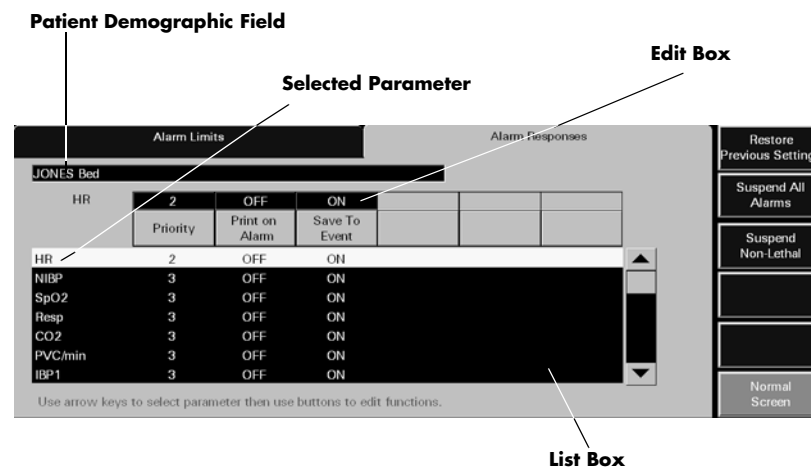 Patient Demographic Field
Edit Box
Selected Parameter
Alarm Limits
Alarm Responses
JONES Bed
HR 2 OFF ON
Priority
Print on
Alarm
Save To
Event
HR 2 OFF ON
NIBP 3 OFF ON
SpO2 3 OFF ON
Resp 3 OFF ON
CO2 3 OFF ON
PVC/min 3 OFF ON
IBP1 3 OFF ON
Use arrow keys to select parameter then use buttons to edit functions.
Restore
Previous Setting
Suspend All
Alarms
Suspend
Non-Lethal
Normal
Screen
List Box